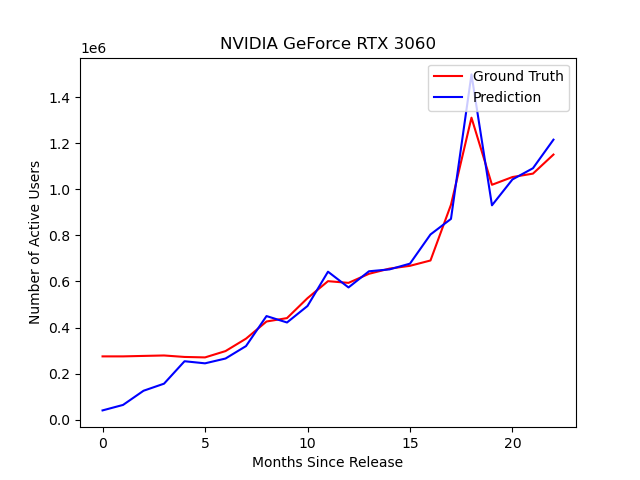 NVIDIA GeForce RTX 3060
1e6
Ground Truth
Prediction
1.4
1.2
1.0
0.8
0.6
0.4
0.2
0.0
Number of Active Users
0 5 10 15 20
Months Since Release